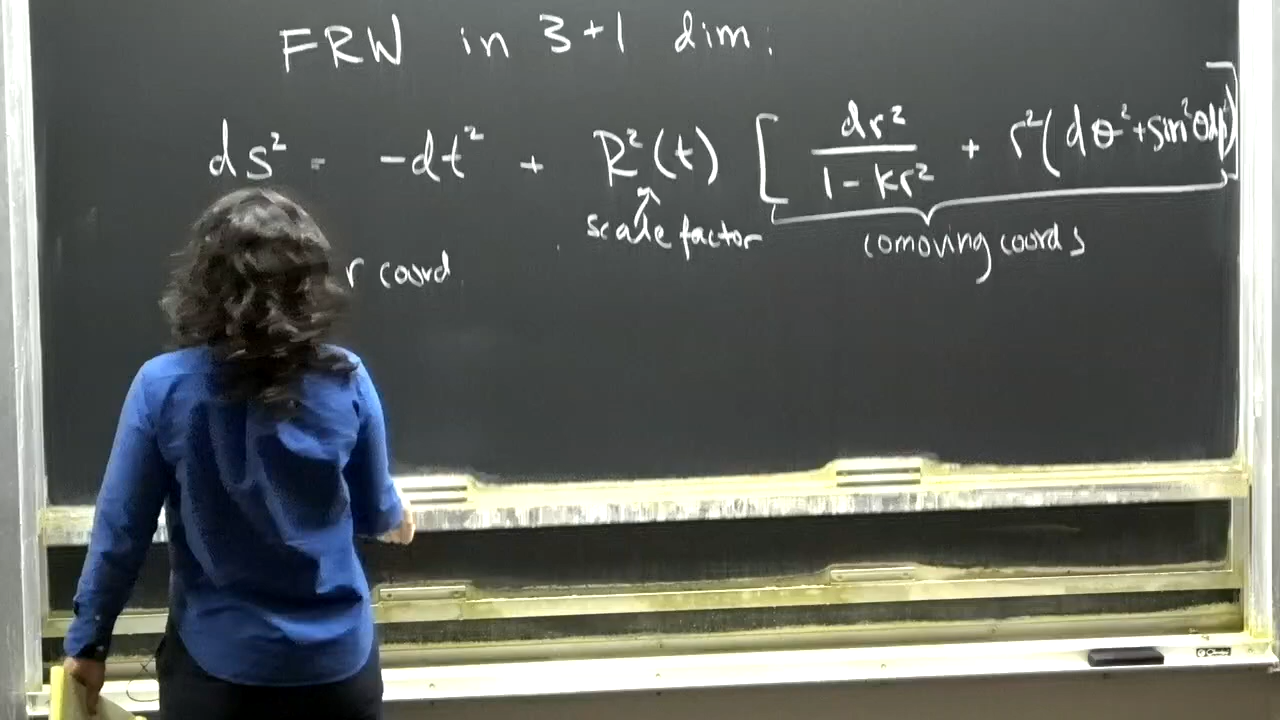 FRW in 3+1 dim:
ds² = -dt² + R²(t) [ dr² / 1-kr² + r²(dθ²+sin²θdφ²) ]
scale factor
comoving coords
r coord